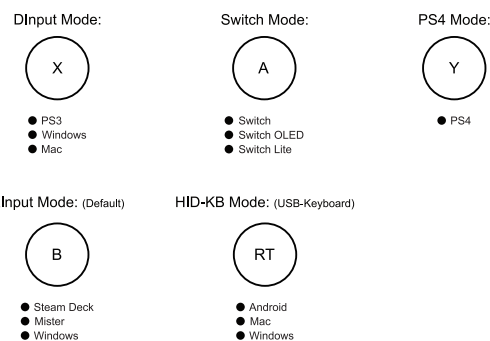 DInput Mode:
X
● PS3
● Windows
● Mac
Switch Mode:
A
● Switch
● Switch OLED
● Switch Lite
PS4 Mode:
Y
● PS4
Input Mode: (Default)
B
● Steam Deck
● Mister
● Windows
HID-KB Mode: (USB-Keyboard)
RT
● Android
● Mac
● Windows